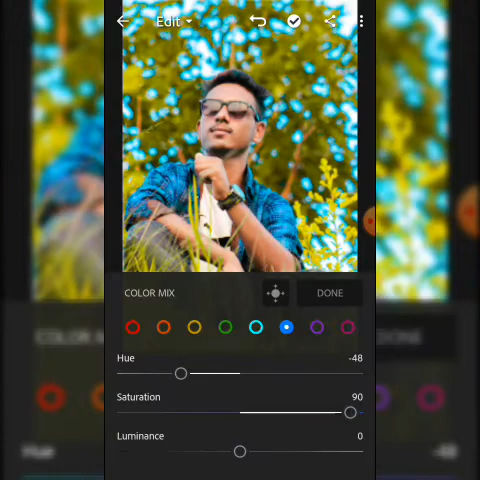 Edit
COLOR MIX
DONE
Hue
-48
Saturation
90
Luminance
0